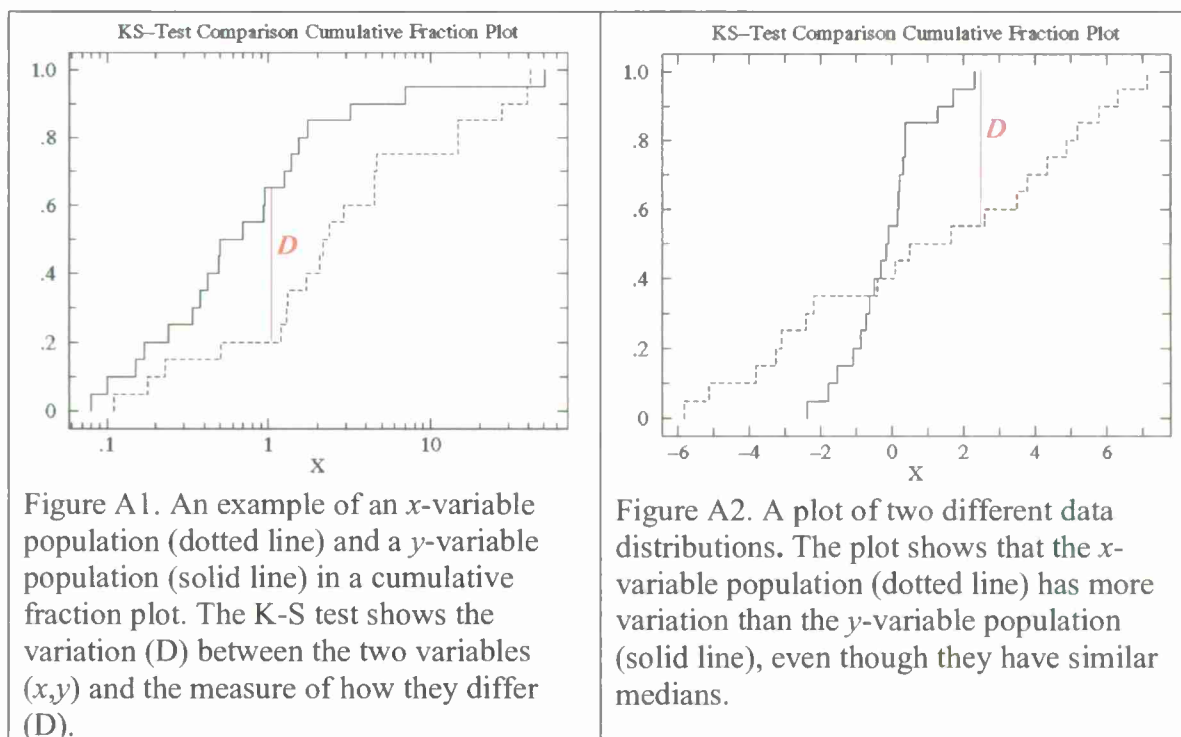 KS–Test Comparison Cumulative Fraction Plot
1.0
.8
.6
.4
.2
0
D
.1 1 10
X
Figure A1. An example of an x-variable
population (dotted line) and a y-variable
population (solid line) in a cumulative
fraction plot. The K-S test shows the
variation (D) between the two variables
(x,y) and the measure of how they differ
(D).
KS–Test Comparison Cumulative Fraction Plot
1.0
.8
.6
.4
.2
0
D
−6 −4 −2 0 2 4 6
X
Figure A2. A plot of two different data
distributions. The plot shows that the x-
variable population (dotted line) has more
variation than the y-variable population
(solid line), even though they have similar
medians.